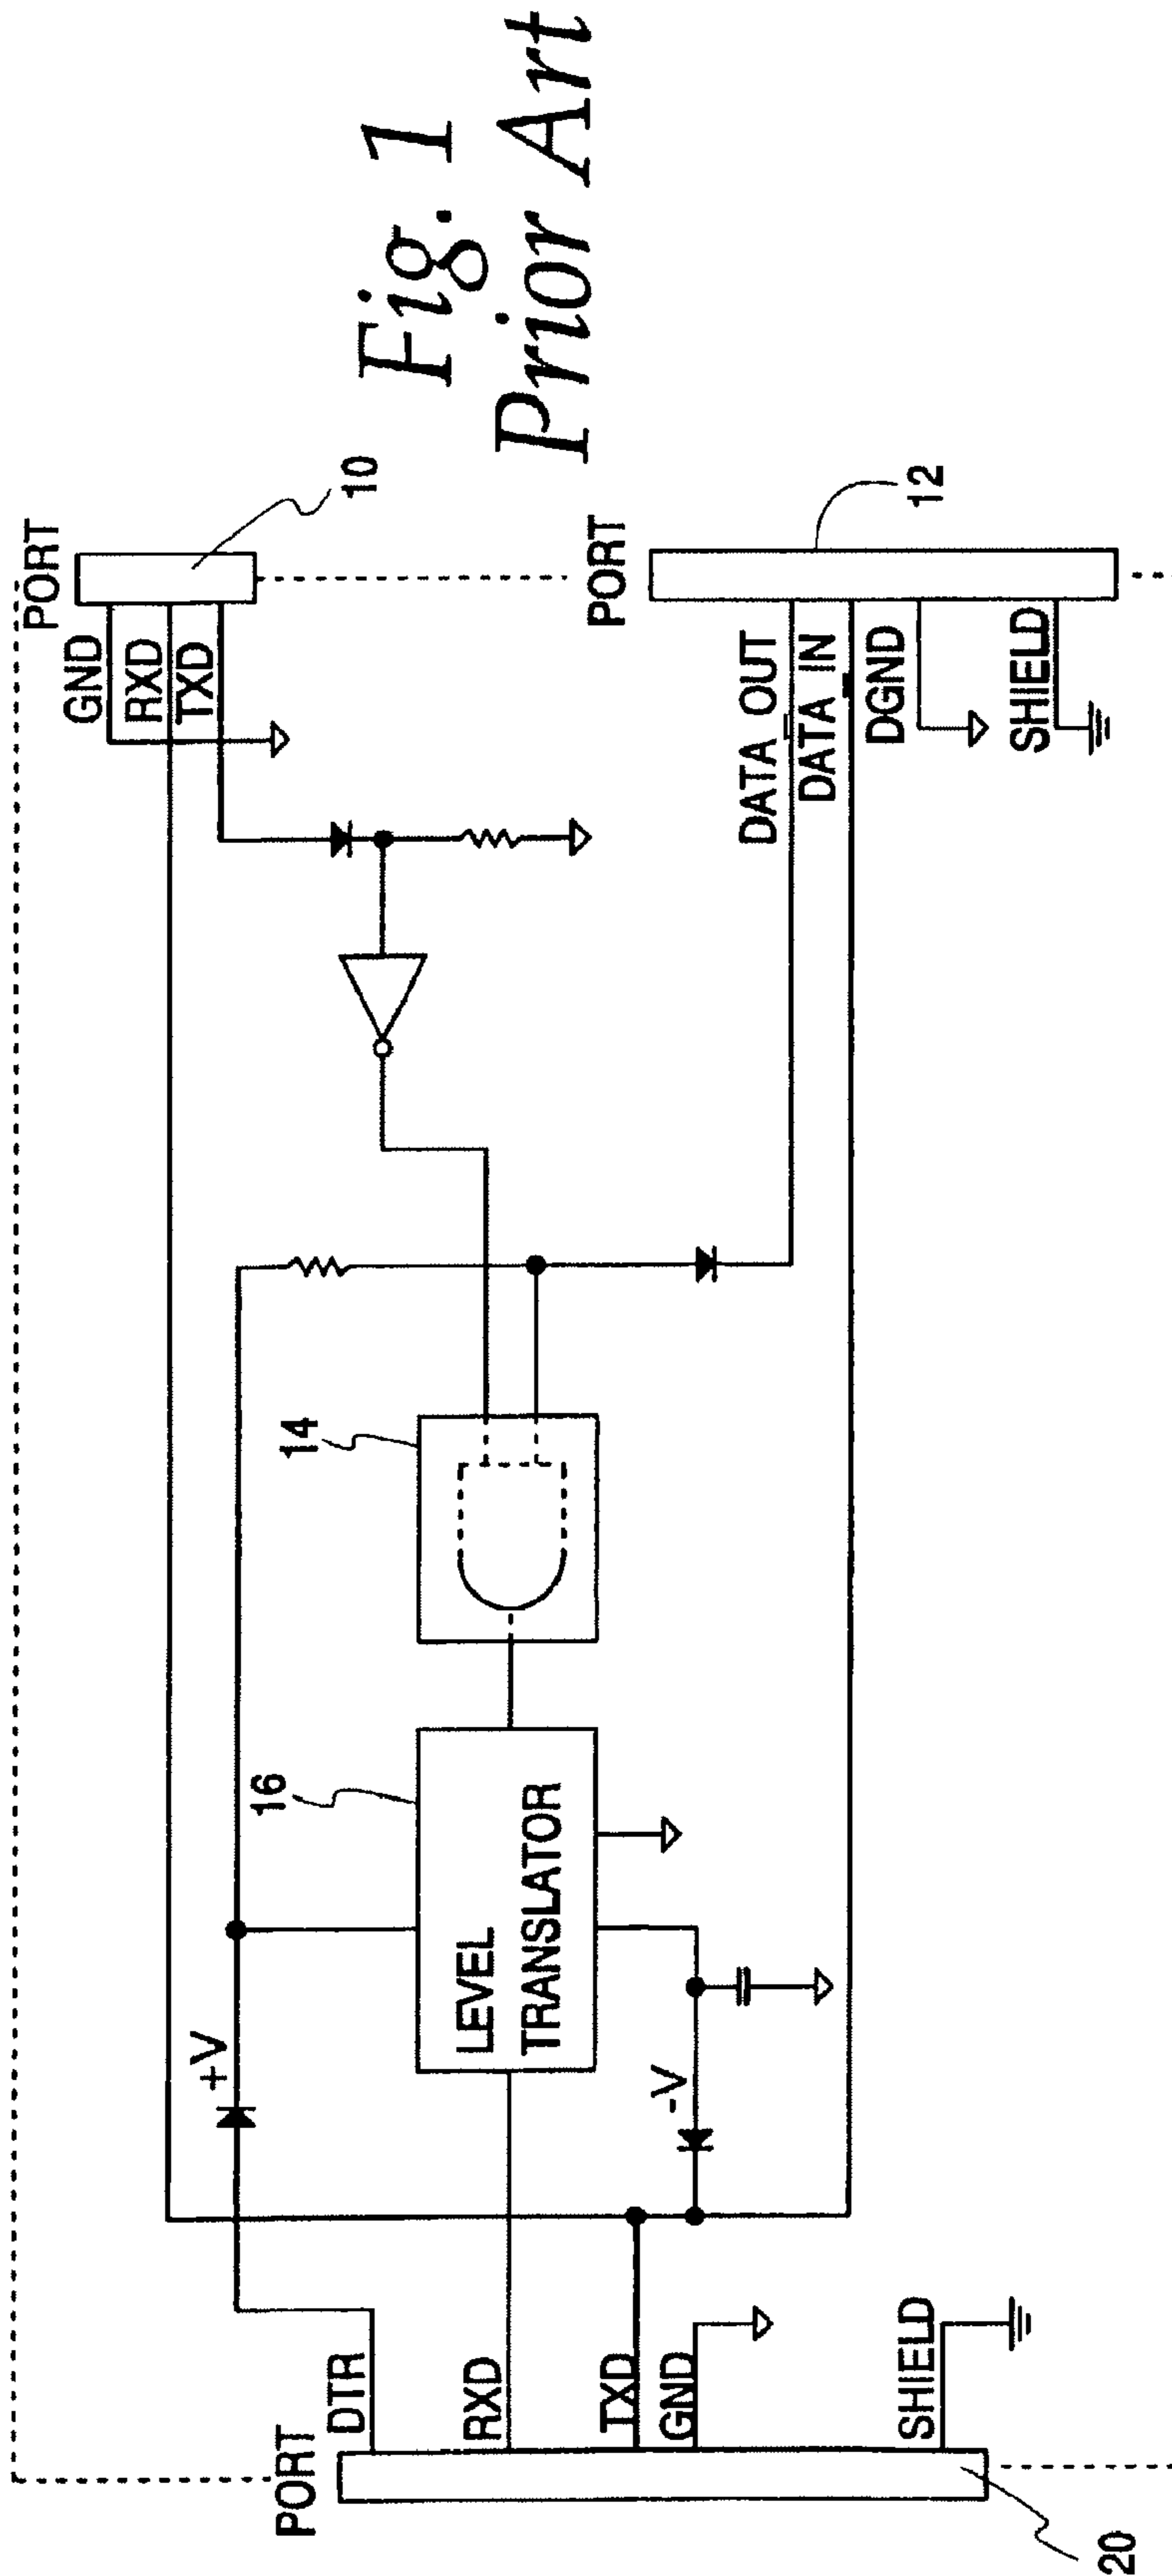 PORT
DTR
RXD
TXD
GND
SHIELD
20
+V
-V
LEVEL
TRANSLATOR
16
14
PORT
GND
RXD
TXD
10
PORT
DATA OUT
DATA IN
DGND
SHIELD
12
Fig. 1
Prior Art